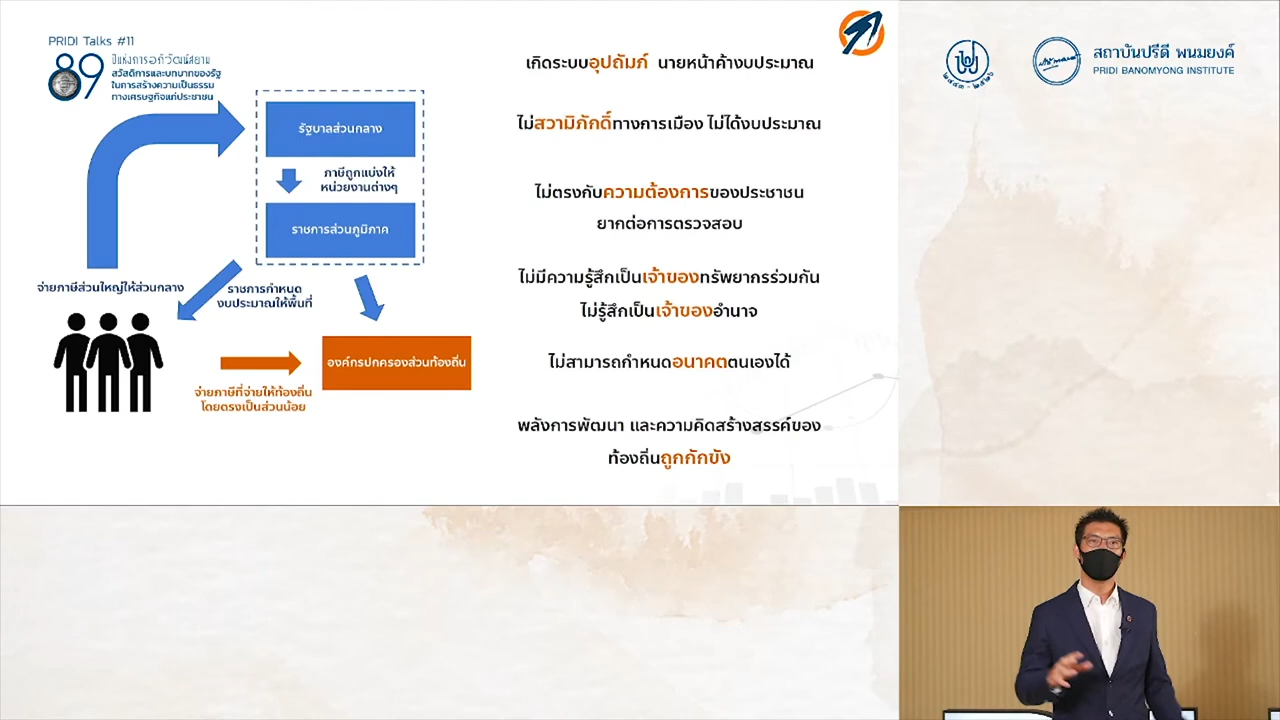 PRIDI Talks #11
89
ปีแห่งการอภิวัฒน์สยาม
สวัสดิการและบทบาทของรัฐ
ในการสร้างความเป็นธรรม
ทางเศรษฐกิจแก่ประชาชน
รัฐบาลส่วนกลาง
ภาษีถูกแบ่งให้
หน่วยงานต่างๆ
ราชการส่วนภูมิภาค
จ่ายภาษีส่วนใหญ่ให้ส่วนกลาง
ราชการกำหนด
งบประมาณให้พื้นที่
องค์กรปกครองส่วนท้องถิ่น
จ่ายภาษีที่จ่ายให้ท้องถิ่น
โดยตรงเป็นส่วนน้อย
เกิดระบบอุปถัมภ์ นายหน้าค้างบประมาณ
ไม่สวามิภักดิ์ทางการเมือง ไม่ได้งบประมาณ
ไม่ตรงกับความต้องการของประชาชน
ยากต่อการตรวจสอบ
ไม่มีความรู้สึกเป็นเจ้าของทรัพยากรร่วมกัน
ไม่รู้สึกเป็นเจ้าของอำนาจ
ไม่สามารถกำหนดอนาคตตนเองได้
พลังการพัฒนา และความคิดสร้างสรรค์ของ
ท้องถิ่นถูกกักขัง
๒๔๔๓ - ๒๕๒๖
สถาบันปรีดี พนมยงค์
PRIDI BANOMYONG INSTITUTE